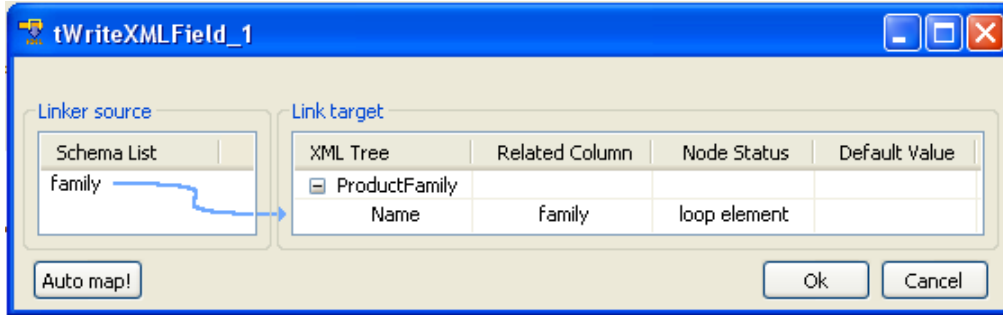 tWriteXMLField_1
Linker source
Link target
Schema List
XML Tree Related Column Node Status Default Value
family
ProductFamily
Name family loop element
Auto map!
Ok Cancel